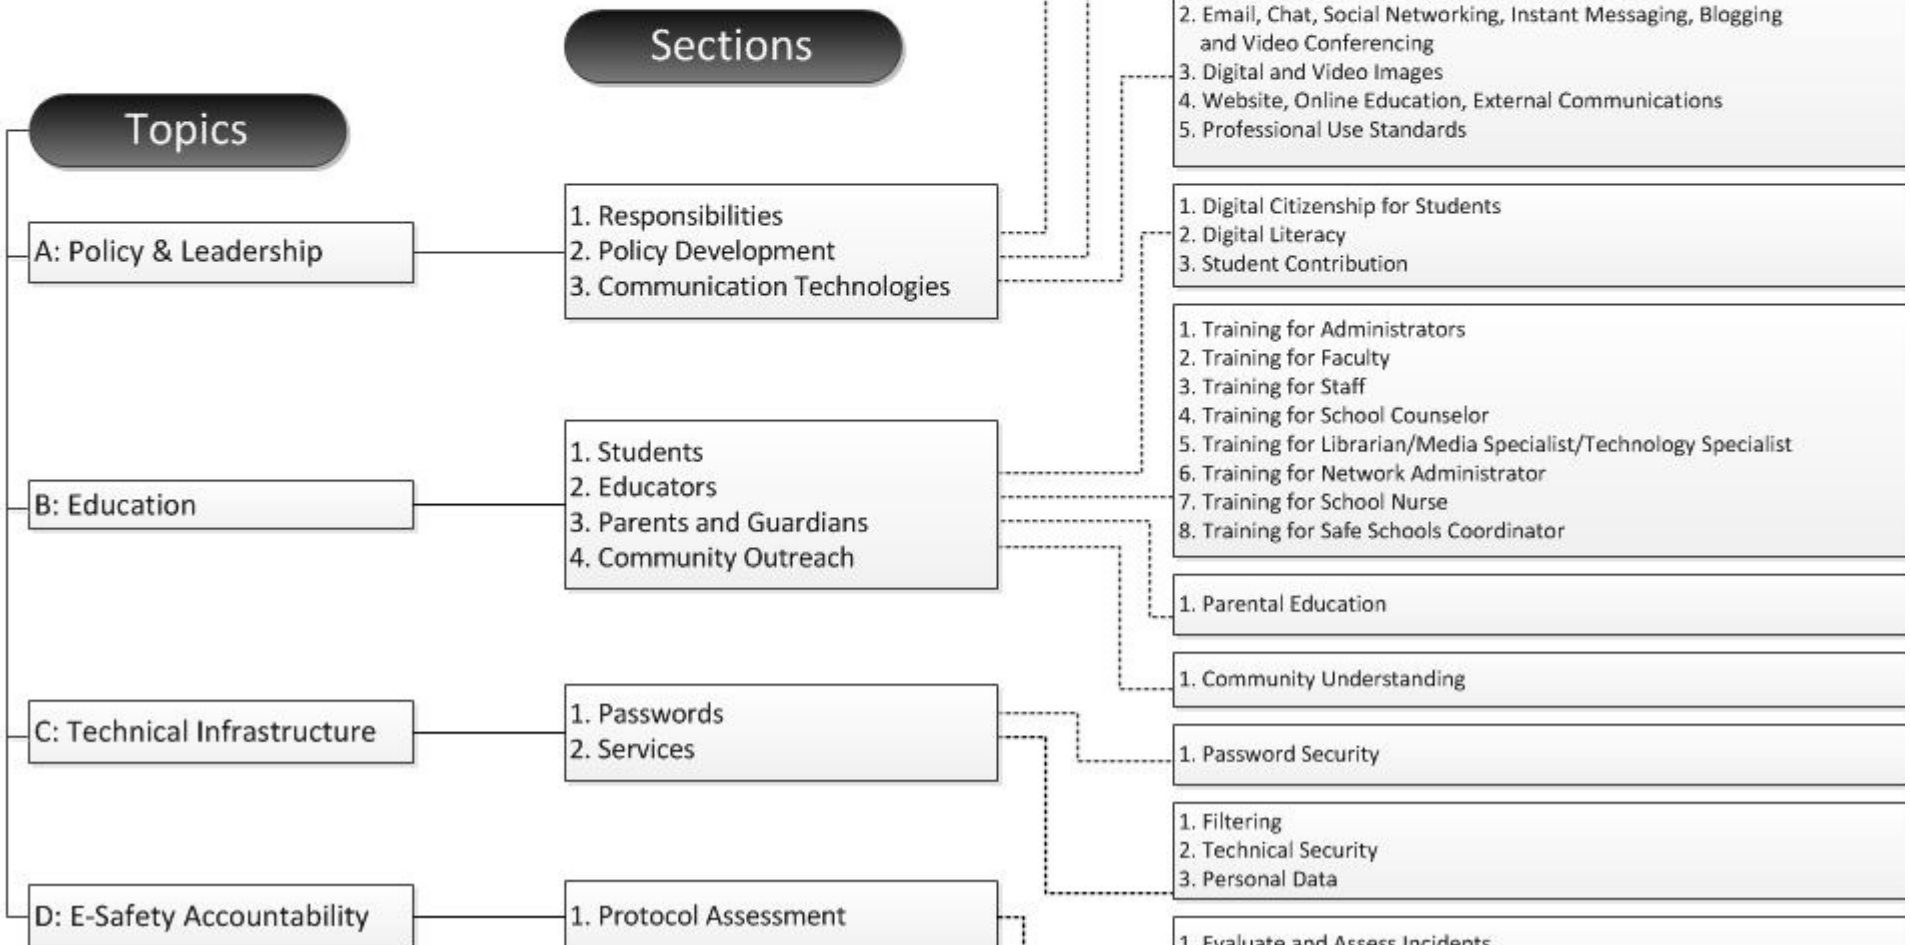 Sections
Topics
A: Policy & Leadership
1. Responsibilities
2. Policy Development
3. Communication Technologies
2. Email, Chat, Social Networking, Instant Messaging, Blogging
and Video Conferencing
3. Digital and Video Images
4. Website, Online Education, External Communications
5. Professional Use Standards
B: Education
1. Students
2. Educators
3. Parents and Guardians
4. Community Outreach
1. Digital Citizenship for Students
2. Digital Literacy
3. Student Contribution
1. Training for Administrators
2. Training for Faculty
3. Training for Staff
4. Training for School Counselor
5. Training for Librarian/Media Specialist/Technology Specialist
6. Training for Network Administrator
7. Training for School Nurse
8. Training for Safe Schools Coordinator
1. Parental Education
1. Community Understanding
C: Technical Infrastructure
1. Passwords
2. Services
1. Password Security
1. Filtering
2. Technical Security
3. Personal Data
D: E-Safety Accountability
1. Protocol Assessment
1. Evaluate and Assess Incidents